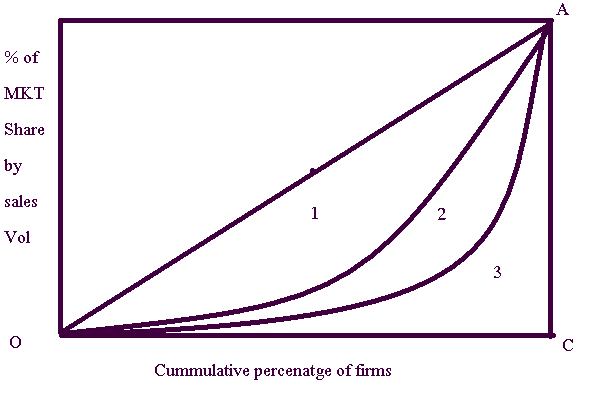 A
% of
MKT
Share
by
sales
Vol
1
2
3
O
C
Cummulative percenatge of firms